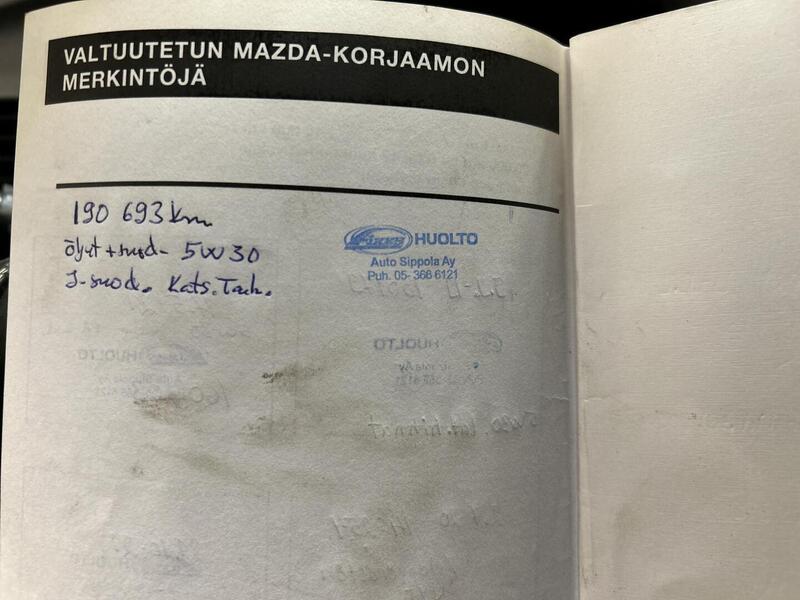 VALTUUTETUN MAZDA-KORJAAMON
MERKINTÖJÄ
190 693 km
öljyt + suod- 5W30
I-suod. Kats. Tark.
HUOLTO
Auto Sippola Ay
Puh. 05- 366 6121